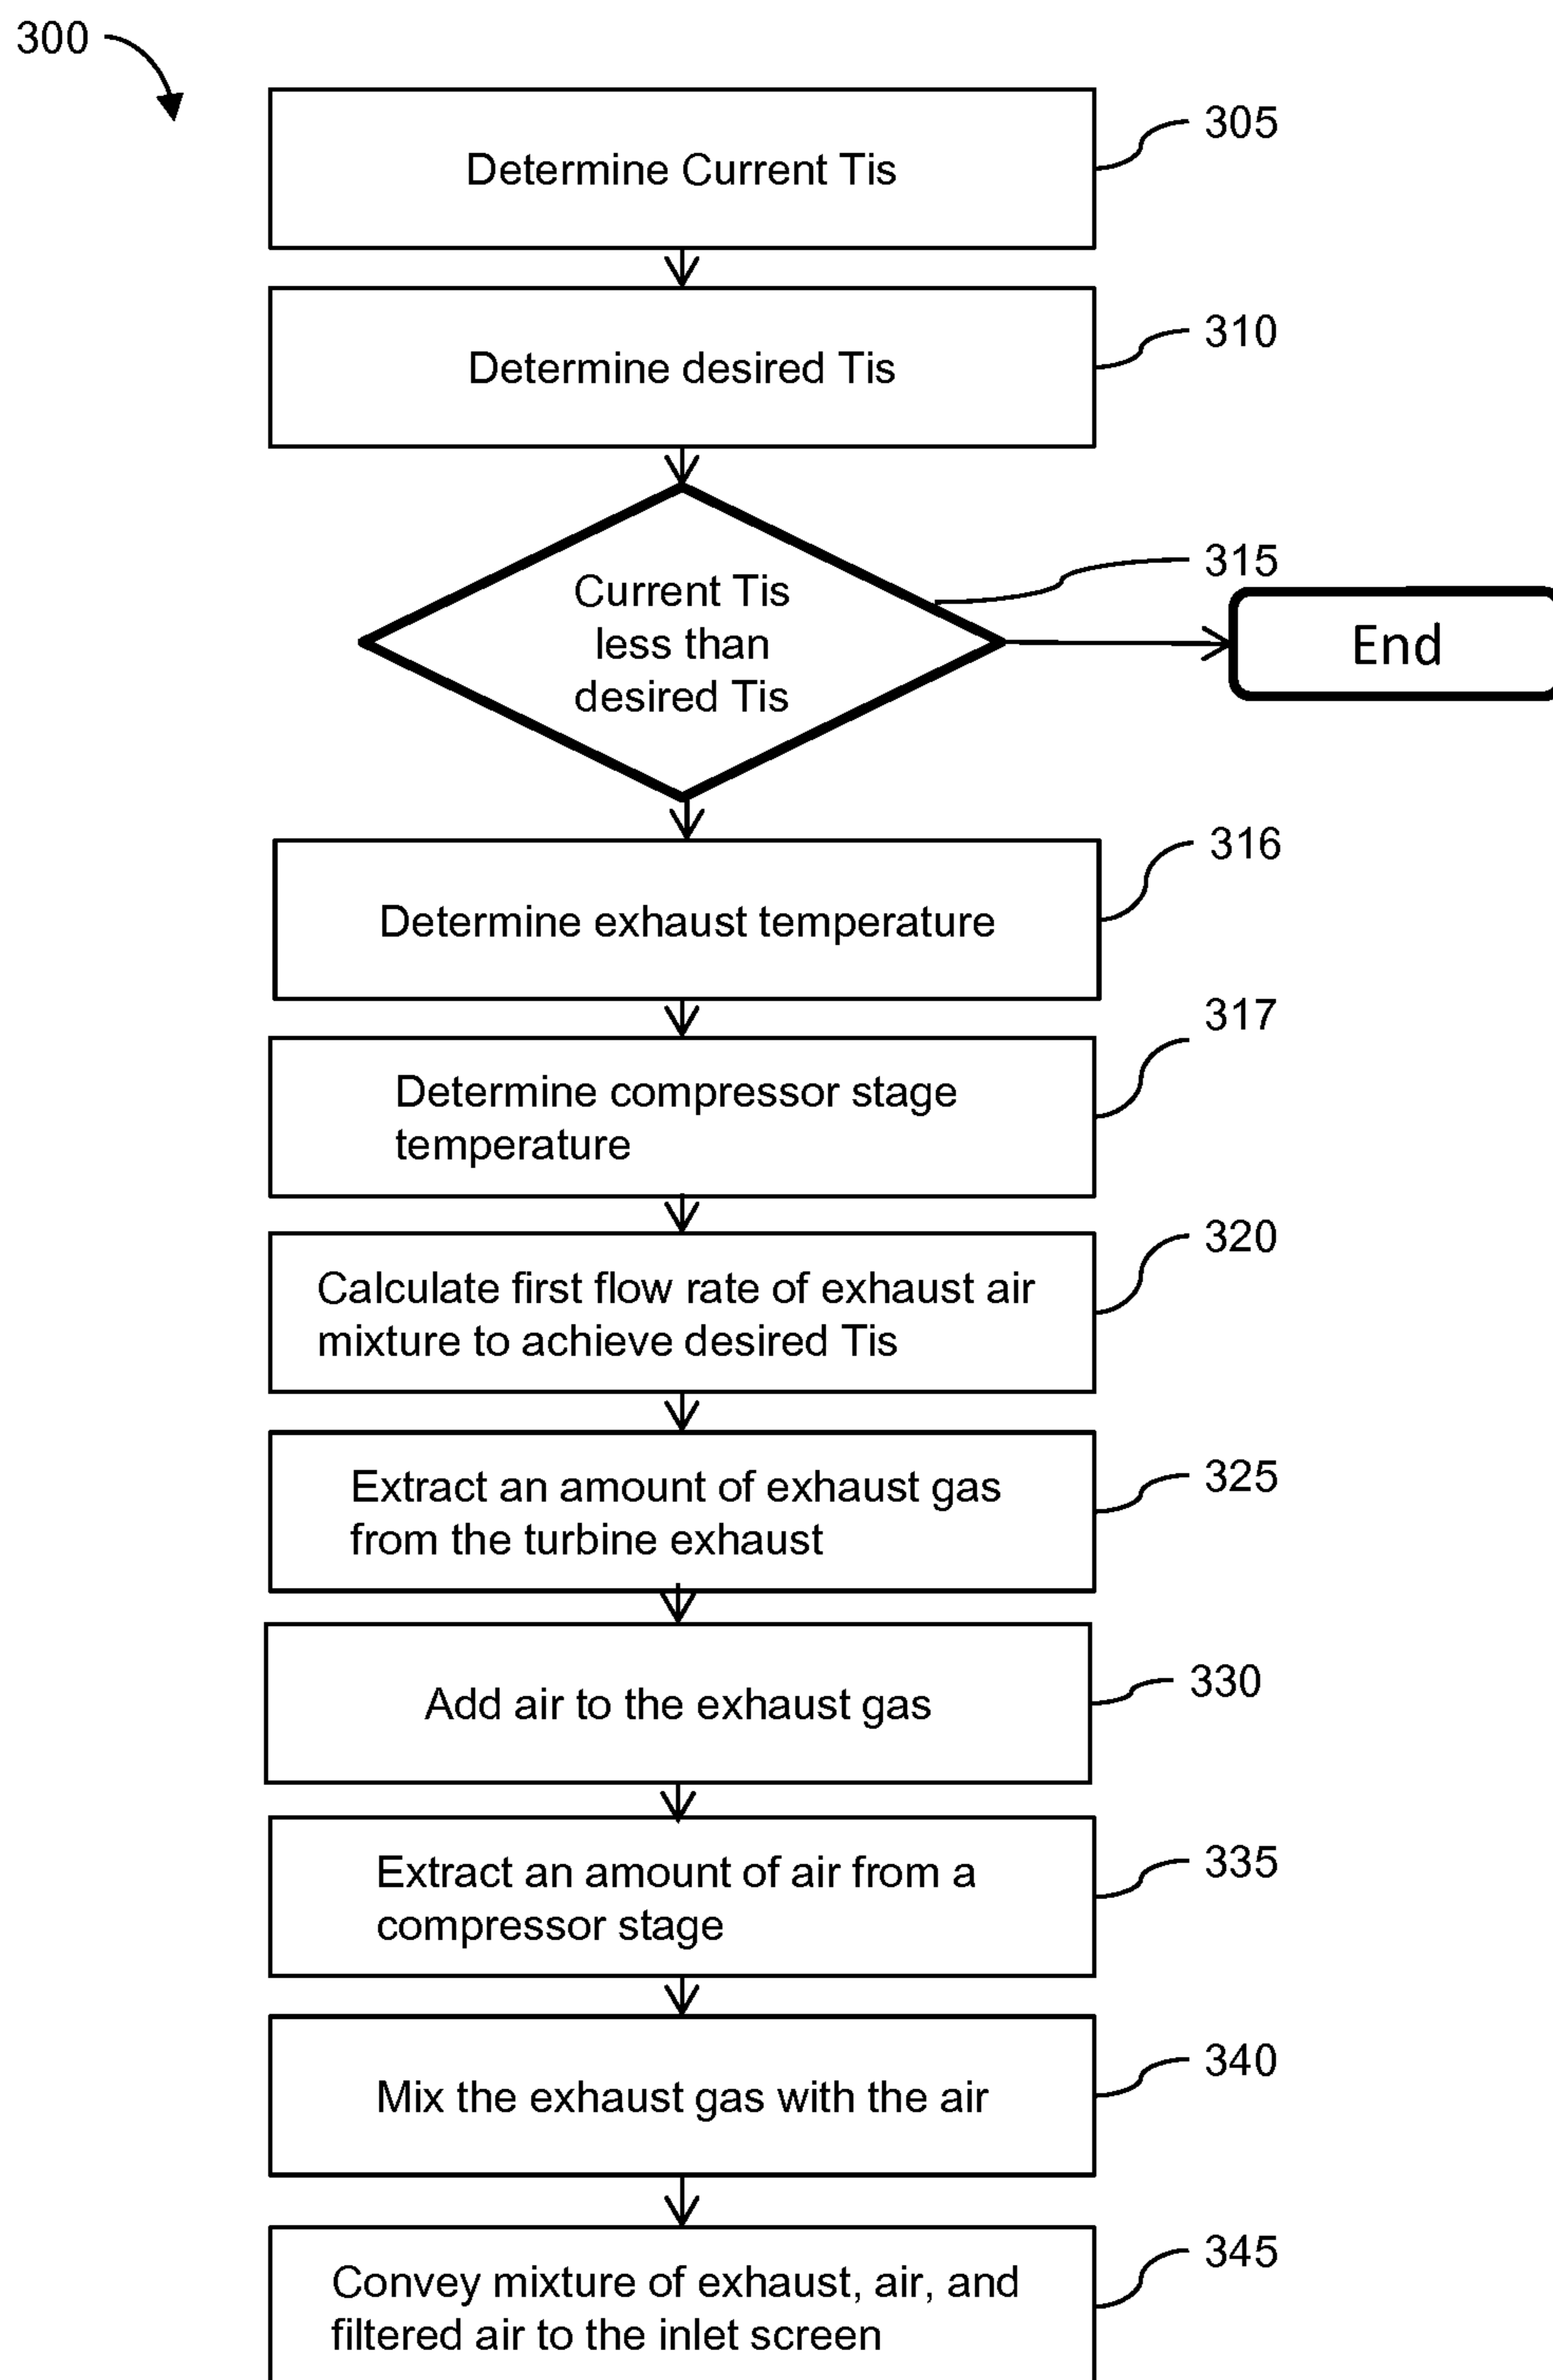 300
Determine Current Tis
305
Determine desired Tis
310
Current Tis
less than
desired Tis
315
End
Determine exhaust temperature
316
Determine compressor stage
temperature
317
Calculate first flow rate of exhaust air
mixture to achieve desired Tis
320
Extract an amount of exhaust gas
from the turbine exhaust
325
Add air to the exhaust gas
330
Extract an amount of air from a
compressor stage
335
Mix the exhaust gas with the air
340
Convey mixture of exhaust, air, and
filtered air to the inlet screen
345